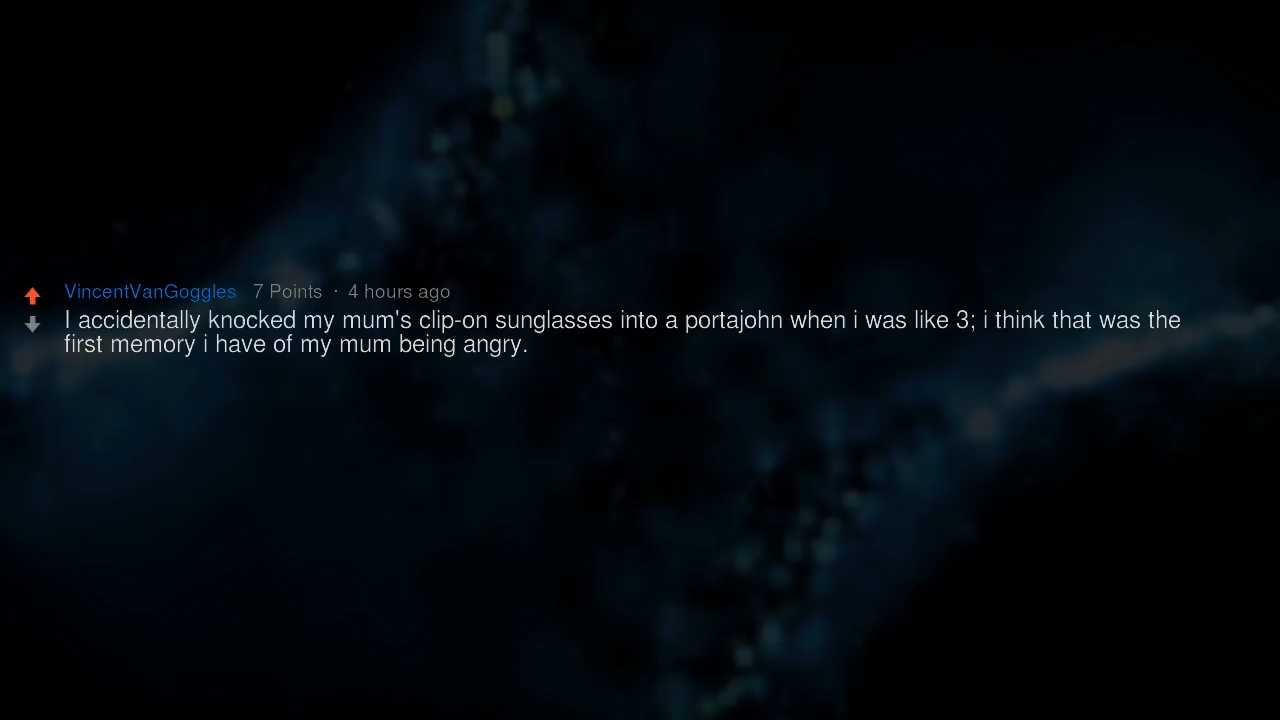 VincentVanGoggles 7 Points · 4 hours ago
I accidentally knocked my mum's clip-on sunglasses into a portajohn when i was like 3; i think that was the
first memory i have of my mum being angry.